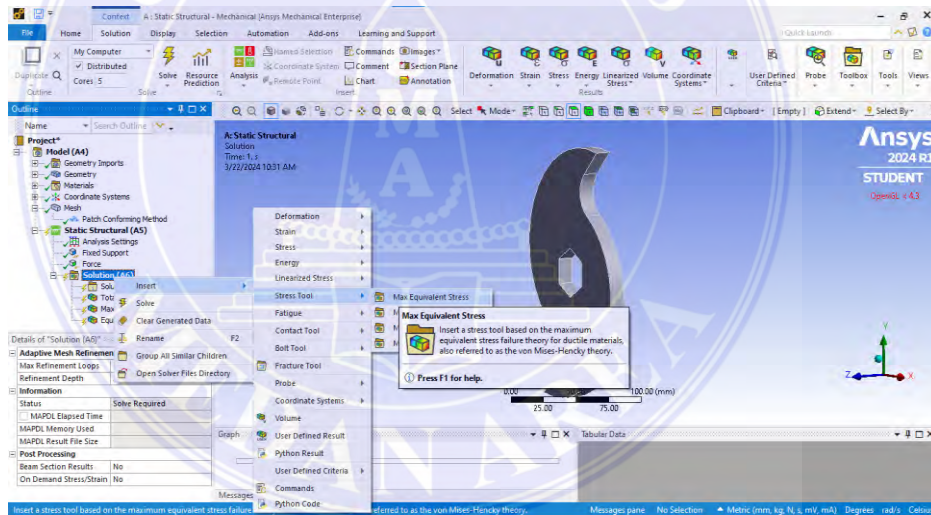 Context
A : Static Structural - Mechanical [Ansys Mechanical Enterprise]
File Home Solution Display Selection Automation Add-ons Learning and Support
Quick Launch
Duplicate
Outline
My Computer
Distributed
Cores 5
Solve
Resource
Prediction
Solve
Analysis
Named Selection
Coordinate System
Remote Point
Commands
Comment
Chart
Images
Section Plane
Annotation
Insert
Deformation Strain Stress Energy Linearized
Stress
Volume Coordinate
Systems
Results
User Defined
Criteria
Probe Toolbox Tools Views
Outline
Name
Search Outline
Select Mode
Clipboard [Empty] Extend Select By
Project*
Model (A4)
Geometry Imports
Geometry
Materials
Coordinate Systems
Mesh
Patch Conforming Method
Static Structural (A5)
Analysis Settings
Fixed Support
Force
Solution (A6)
Solu
Tota
Max
Equ
A: Static Structural
Solution
Time: 1. s
3/22/2024 10:31 AM
Ansys
2024 R1
STUDENT
OpenGL < 4.3
Insert
Solve
Clear Generated Data
Rename F2
Group All Similar Children
Open Solver Files Directory
Deformation
Strain
Stress
Energy
Linearized Stress
Stress Tool
Fatigue
Contact Tool
Bolt Tool
Fracture Tool
Probe
Coordinate Systems
Volume
User Defined Result
Python Result
User Defined Criteria
Commands
Python Code
Max Equivalent Stress
M
M
M
Max Equivalent Stress
Insert a stress tool based on the maximum
equivalent stress failure theory for ductile materials,
also referred to as the von Mises-Hencky theory.
Press F1 for help.
Details of "Solution (A6)"
Adaptive Mesh Refinemen
Max Refinement Loops
Refinement Depth
Information
Status Solve Required
MAPDL Elapsed Time
MAPDL Memory Used
MAPDL Result File Size
Post Processing
Beam Section Results No
On Demand Stress/Strain No
0.00 100.00 (mm)
25.00 75.00
Y
Z X
Graph
Tabular Data
Messages
Insert a stress tool based on the maximum equivalent stress failure referred to as the von Mises-Hencky theory.
Messages pane No Selection Metric (mm, kg, N, s, mV, mA) Degrees rad/s Celsiu